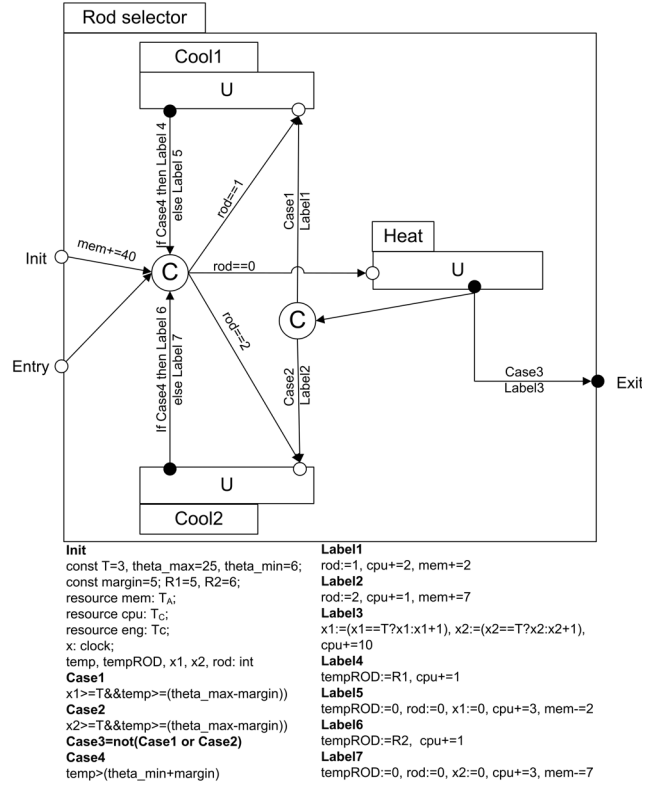 Rod selector
Cool1
U
If Case4 then Label 4
else Label 5
rod==1
Case1
Label1
Heat
U
Init
mem+=40
C
rod==0
C
Entry
If Case4 then Label 6
else Label 7
rod==2
Case2
Label2
Case3
Label3
Exit
U
Cool2
Init
const T=3, theta_max=25, theta_min=6;
const margin=5; R1=5, R2=6;
resource mem: TA;
resource cpu: TC;
resource eng: Tc;
x: clock;
temp, tempROD, x1, x2, rod: int
Case1
x1>=T&&temp>=(theta_max-margin))
Case2
x2>=T&&temp>=(theta_max-margin))
Case3=not(Case1 or Case2)
Case4
temp>(theta_min+margin)
Label1
rod:=1, cpu+=2, mem+=2
Label2
rod:=2, cpu+=1, mem+=7
Label3
x1:=(x1==T?x1:x1+1), x2:=(x2==T?x2:x2+1),
cpu+=10
Label4
tempROD:=R1, cpu+=1
Label5
tempROD:=0, rod:=0, x1:=0, cpu+=3, mem-=2
Label6
tempROD:=R2, cpu+=1
Label7
tempROD:=0, rod:=0, x2:=0, cpu+=3, mem-=7